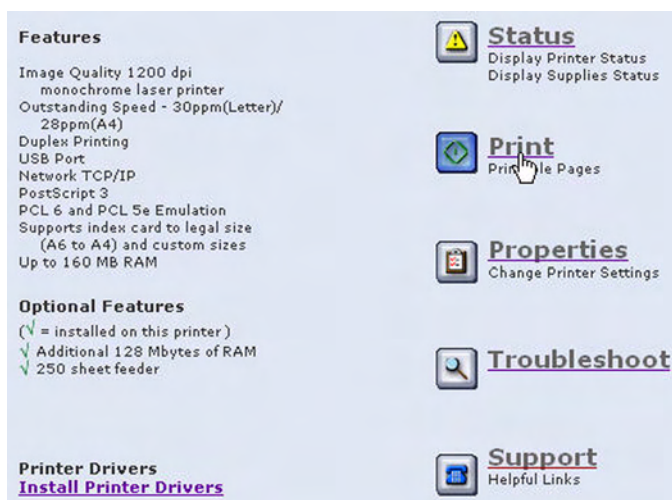 Features
Image Quality 1200 dpi
monochrome laser printer
Outstanding Speed - 30ppm(Letter)/
28ppm(A4)
Duplex Printing
USB Port
Network TCP/IP
PostScript 3
PCL 6 and PCL 5e Emulation
Supports index card to legal size
(A6 to A4) and custom sizes
Up to 160 MB RAM
Optional Features
(√ = installed on this printer)
√ Additional 128 Mbytes of RAM
√ 250 sheet feeder
Printer Drivers
Install Printer Drivers
Status
Display Printer Status
Display Supplies Status
Print
Pages
Properties
Change Printer Settings
Troubleshoot
Support
Helpful Links